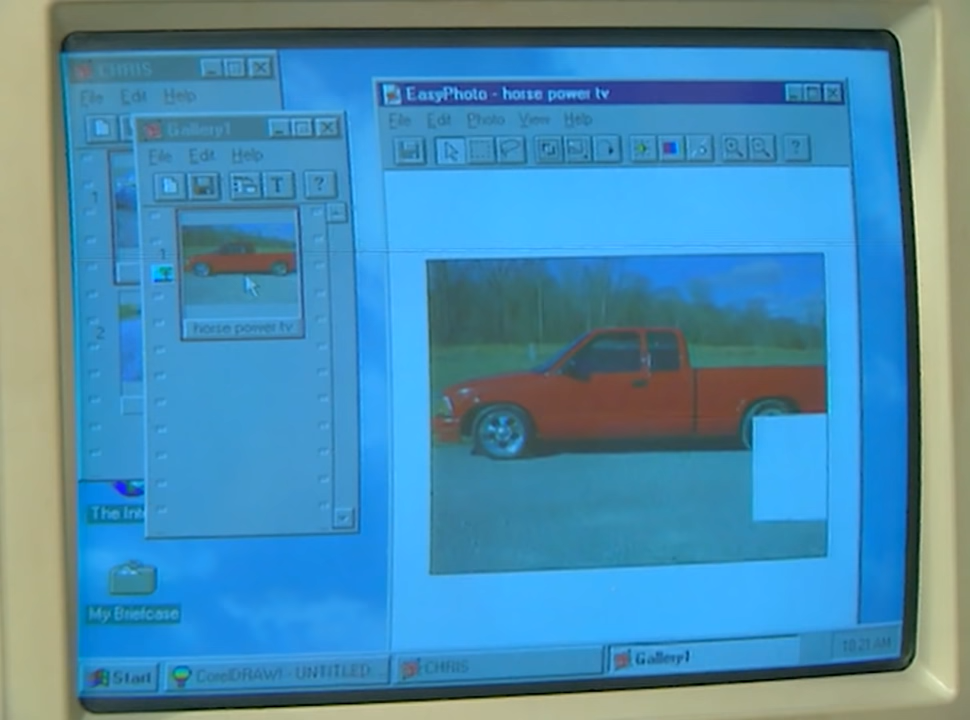 CHRIS
File Edit Help
Gallery1
File Edit Help
T ?
1
horse power tv
1
2
EasyPhoto - horse power tv
File Edit Photo View Help
?
The Int
My Briefcase
Start
CorelDRAW! - UNTITLED...
CHRIS
Gallery1
10:21 AM